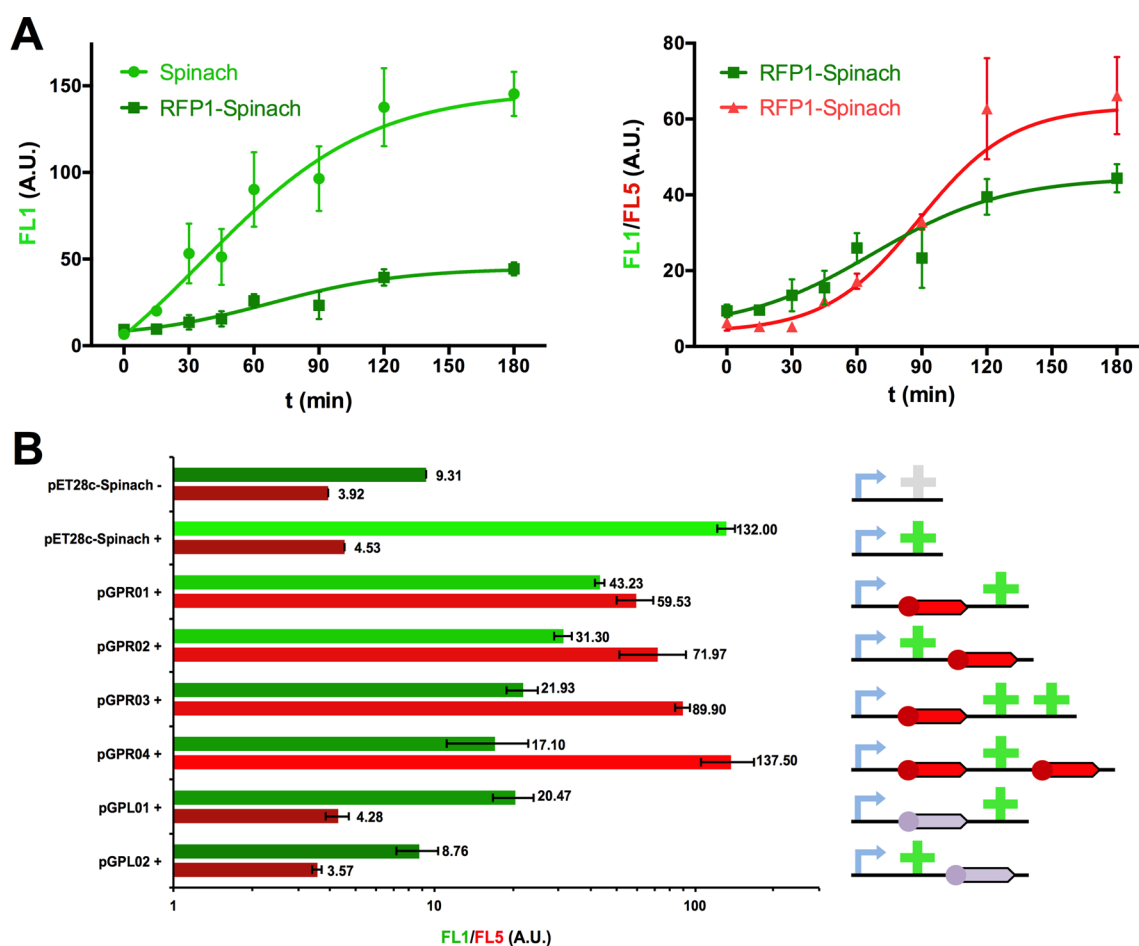 A
Spinach
RFP1-Spinach
FL1 (A.U.)
150
100
50
0
0 30 60 90 120 150 180
t (min)
RFP1-Spinach
RFP1-Spinach
FL1/FL5 (A.U.)
80
60
40
20
0
0 30 60 90 120 150 180
t (min)
B
pET28c-Spinach -
9.31
3.92
pET28c-Spinach +
132.00
4.53
pGPR01 +
43.23
59.53
pGPR02 +
31.30
71.97
pGPR03 +
21.93
89.90
pGPR04 +
17.10
137.50
pGPL01 +
20.47
4.28
pGPL02 +
8.76
3.57
1 10 100
FL1/FL5 (A.U.)